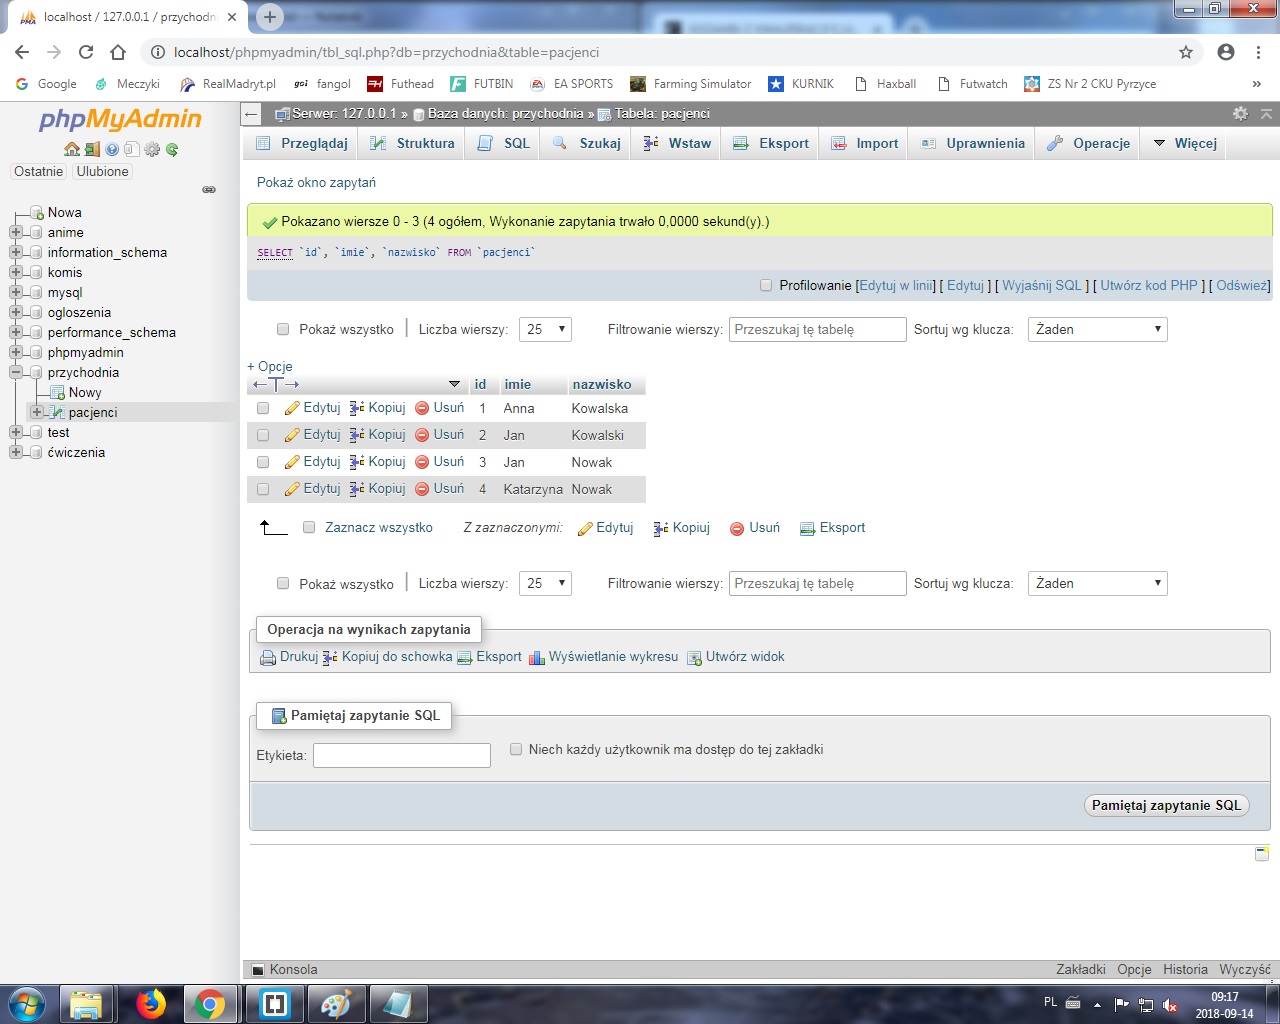 localhost / 127.0.0.1 / przychodni
localhost/phpmyadmin/tbl_sql.php?db=przychodnia&table=pacjenci
Google Meczyki RealMadryt.pl goi! fangol Futhead FUTBIN EA SPORTS Farming Simulator KURNIK Haxball Futwatch ZS Nr 2 CKU Pyrzyce »
phpMyAdmin
Ostatnie Ulubione
Nowa
anime
information_schema
komis
mysql
ogloszenia
performance_schema
phpmyadmin
przychodnia
Nowy
pacjenci
test
ćwiczenia
Serwer: 127.0.0.1 » Baza danych: przychodnia » Tabela: pacjenci
Przeglądaj Struktura SQL Szukaj Wstaw Eksport Import Uprawnienia Operacje Więcej
Pokaż okno zapytań
Pokazano wiersze 0 - 3 (4 ogółem, Wykonanie zapytania trwało 0,0000 sekund(y).)
SELECT `id`, `imie`, `nazwisko` FROM `pacjenci`
Profilowanie [Edytuj w linii] [ Edytuj ] [ Wyjaśnij SQL ] [ Utwórz kod PHP ] [ Odśwież]
Pokaż wszystko | Liczba wierszy: 25 Filtrowanie wierszy: Przeszukaj tę tabelę Sortuj wg klucza: Żaden
+ Opcje
←T→ id imie nazwisko
Edytuj Kopiuj Usuń 1 Anna Kowalska
Edytuj Kopiuj Usuń 2 Jan Kowalski
Edytuj Kopiuj Usuń 3 Jan Nowak
Edytuj Kopiuj Usuń 4 Katarzyna Nowak
Zaznacz wszystko Z zaznaczonymi: Edytuj Kopiuj Usuń Eksport
Pokaż wszystko | Liczba wierszy: 25 Filtrowanie wierszy: Przeszukaj tę tabelę Sortuj wg klucza: Żaden
Operacja na wynikach zapytania
Drukuj Kopiuj do schowka Eksport Wyświetlanie wykresu Utwórz widok
Pamiętaj zapytanie SQL
Etykieta: Niech każdy użytkownik ma dostęp do tej zakładki
Pamiętaj zapytanie SQL
Konsola Zakładki Opcje Historia Wyczyść
PL 09:17
2018-09-14